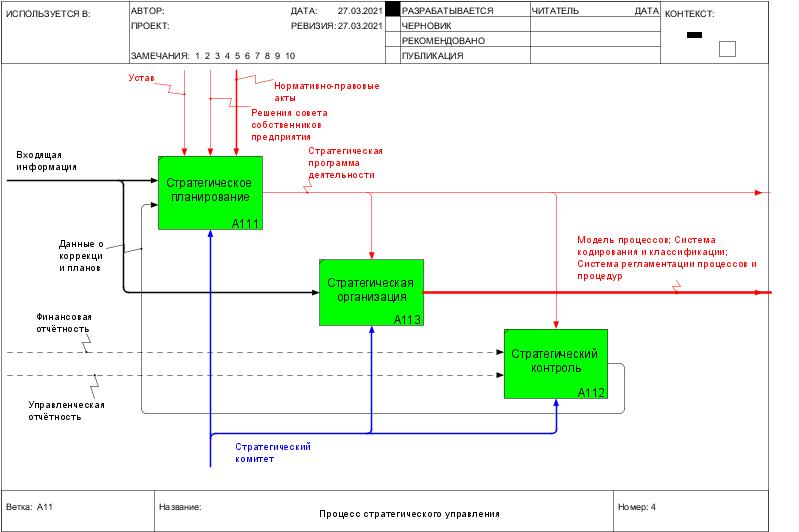 ИСПОЛЬЗУЕТСЯ В:
АВТОР:
ДАТА: 27.03.2021
РАЗРАБАТЫВАЕТСЯ
ЧИТАТЕЛЬ
ДАТА
КОНТЕКСТ:
ПРОЕКТ:
РЕВИЗИЯ: 27.03.2021
ЧЕРНОВИК
РЕКОМЕНДОВАНО
ЗАМЕЧАНИЯ: 1 2 3 4 5 6 7 8 9 10
ПУБЛИКАЦИЯ
Устав
Нормативно-правовые
акты
Решения совета
собственников
предприятия
Стратегическая
программа
деятельности
Входящая
информация
Стратегическое
планирование
A111
Данные о
коррекци
и планов
Модель процессов; Система
кодирования и классификации;
Система регламентации процессов и
процедур
Стратегическая
организация
A113
Финансовая
отчётность
Стратегический
контроль
A112
Управленческая
отчётность
Стратегический
комитет
Ветка: A11
Название:
Процесс стратегического управления
Номер: 4